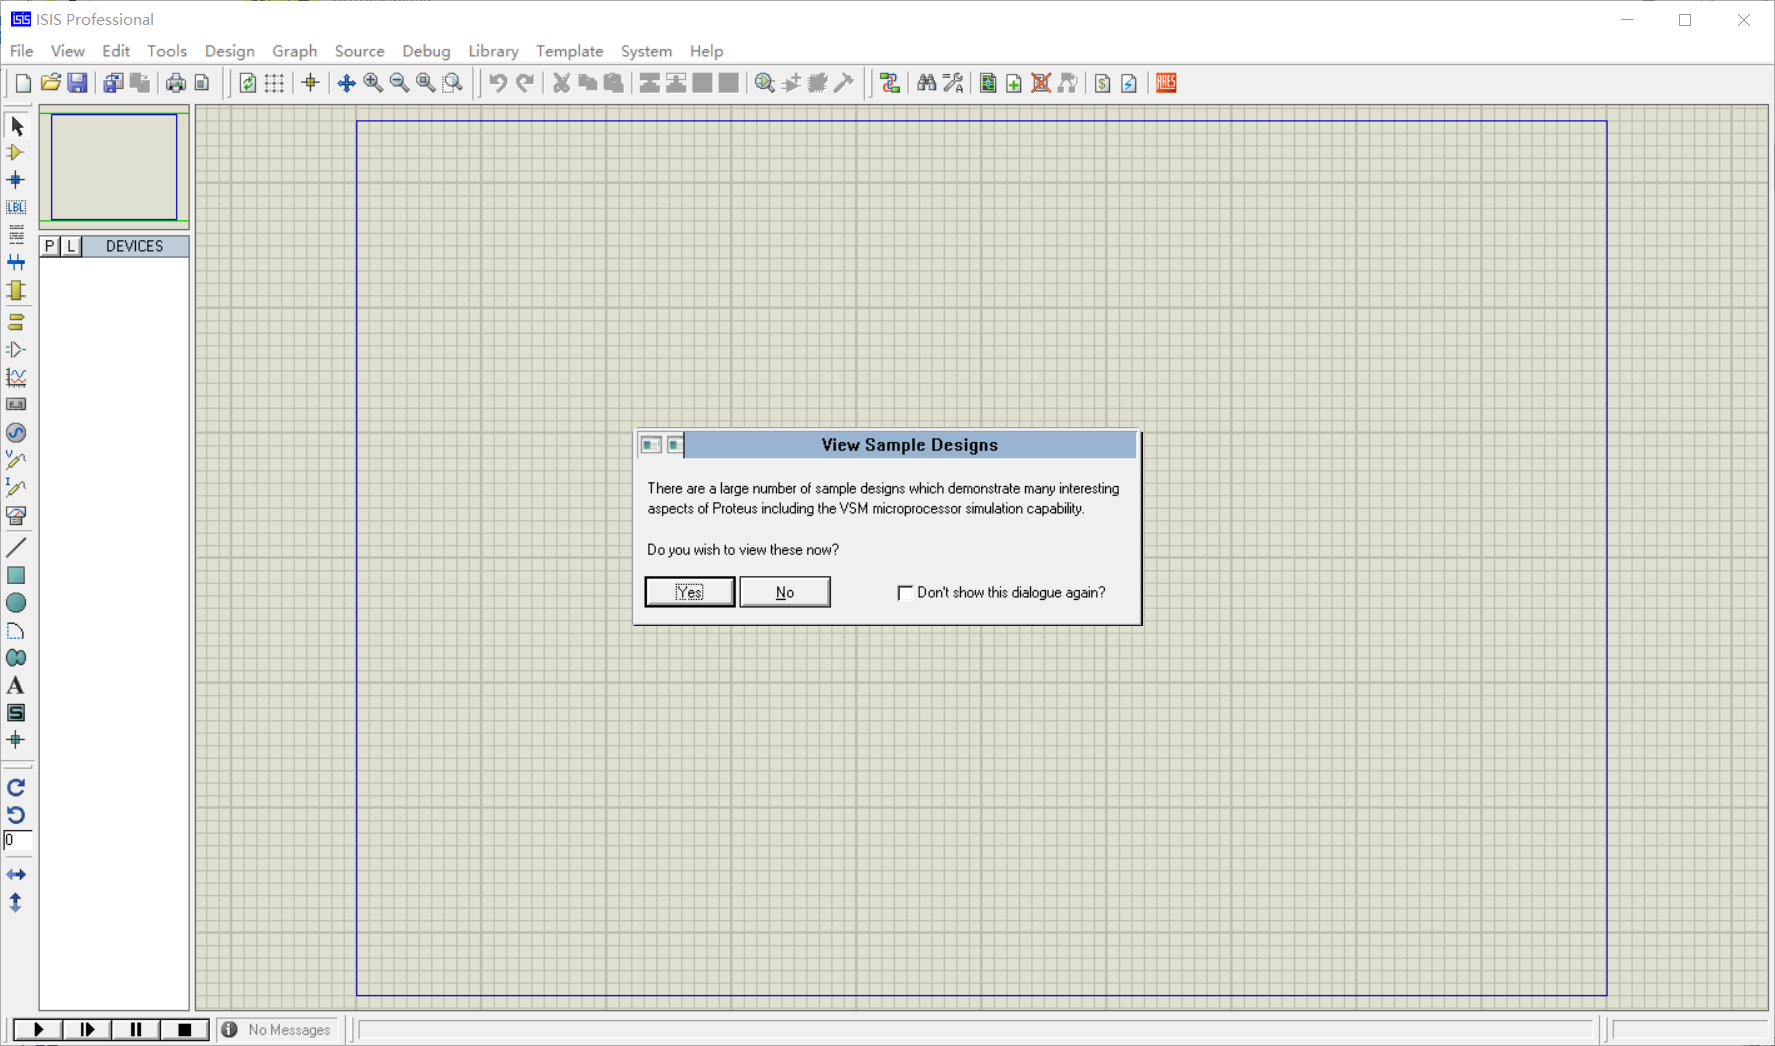 ISIS Professional
File View Edit Tools Design Graph Source Debug Library Template System Help
ARES
LBL
P L DEVICES
View Sample Designs
There are a large number of sample designs which demonstrate many interesting
aspects of Proteus including the VSM microprocessor simulation capability.
Do you wish to view these now?
Yes No Don't show this dialogue again?
A
S
0
No Messages